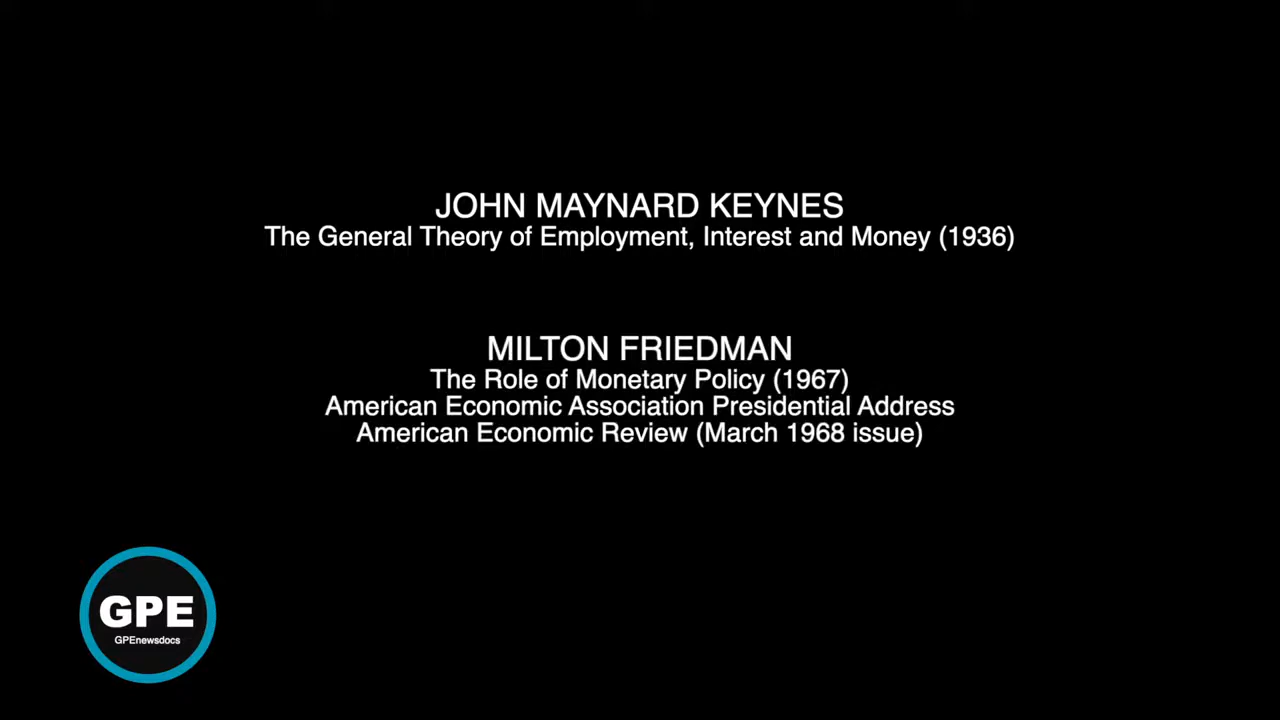 JOHN MAYNARD KEYNES
The General Theory of Employment, Interest and Money (1936)
MILTON FRIEDMAN
The Role of Monetary Policy (1967)
American Economic Association Presidential Address
American Economic Review (March 1968 issue)
GPE
GPEnewsdocs